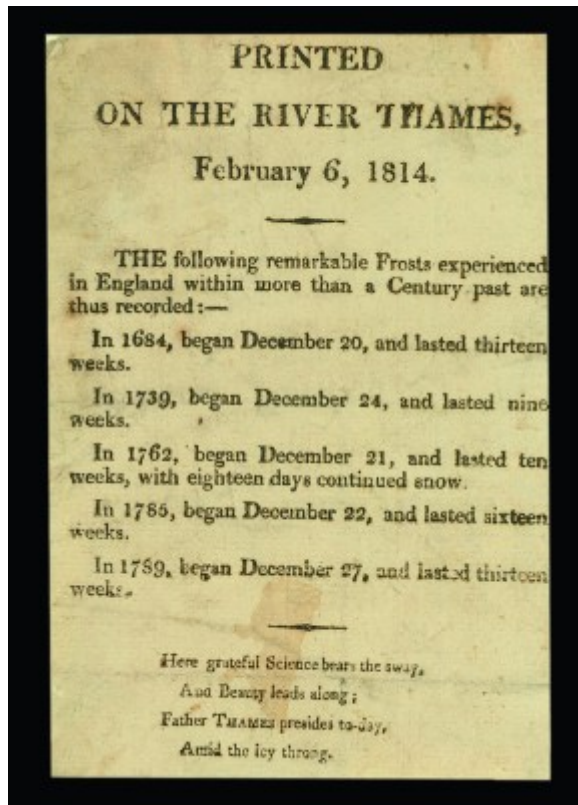 PRINTED
ON THE RIVER THAMES,
February 6, 1814.
THE following remarkable Frosts experienced
in England within more than a Century past are
thus recorded:—
In 1684, began December 20, and lasted thirteen
weeks.
In 1739, began December 24, and lasted nine
weeks.
In 1762, began December 21, and lasted ten
weeks, with eighteen days continued snow.
In 1785, began December 22, and lasted sixteen
weeks.
In 1789, began December 27, and lasted thirteen
weeks.
Here grateful Science bears the sway,
And Beauty leads along;
Father THAMES presides to-day,
Amid the icy throng.